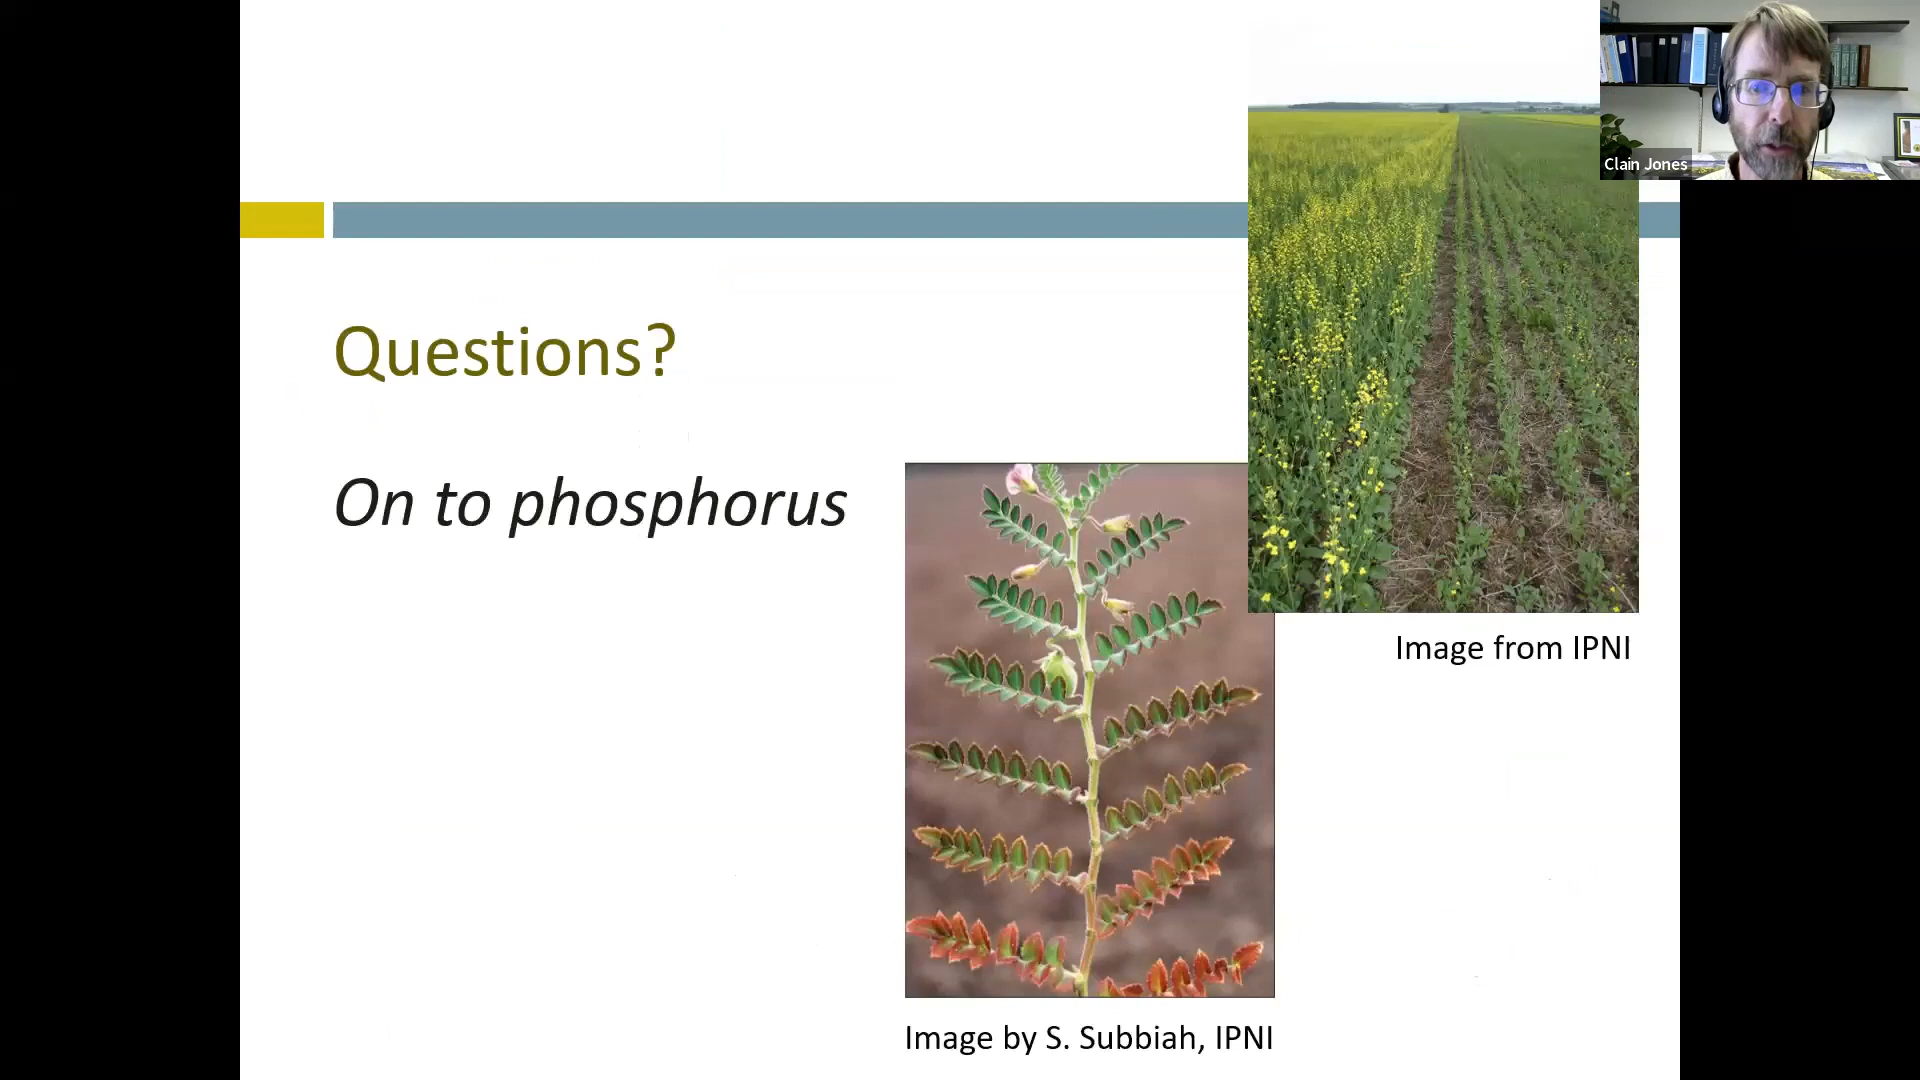 Clain Jones
Questions?
On to phosphorus
Image from IPNI
Image by S. Subbiah, IPNI